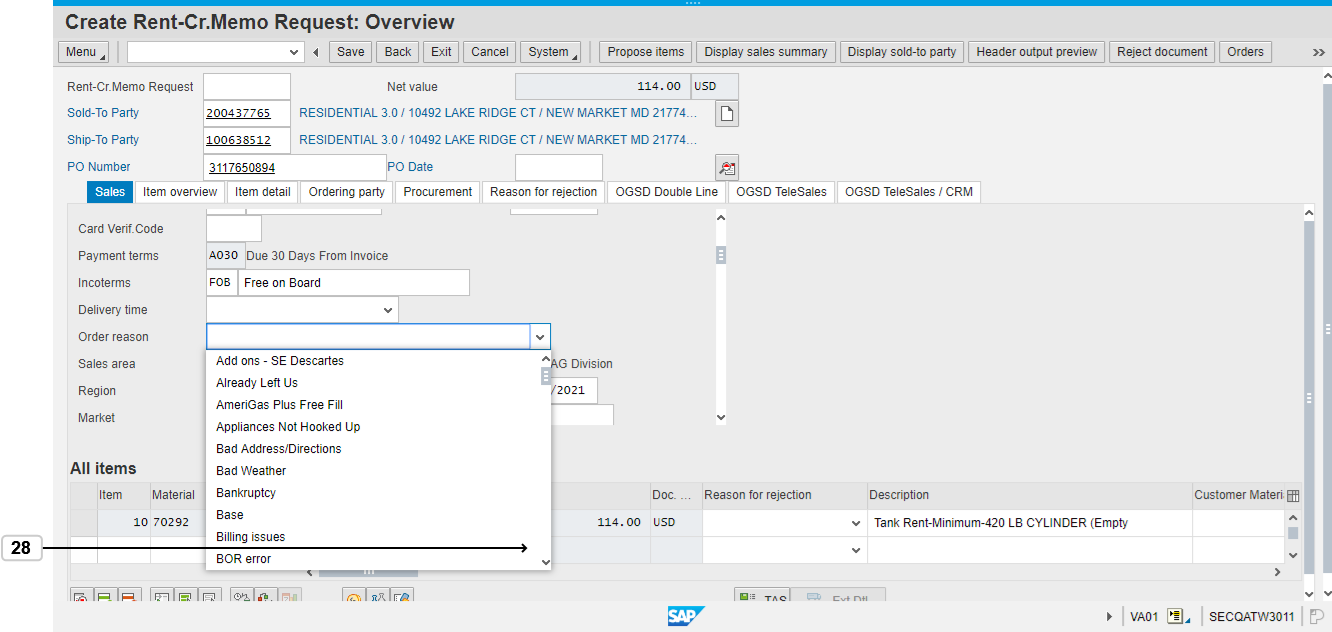 Create Rent-Cr.Memo Request: Overview
Menu Save Back Exit Cancel System Propose items Display sales summary Display sold-to party Header output preview Reject document Orders
Rent-Cr.Memo Request Net value 114.00 USD
Sold-To Party 200437765 RESIDENTIAL 3.0 / 10492 LAKE RIDGE CT / NEW MARKET MD 21774...
Ship-To Party 100638512 RESIDENTIAL 3.0 / 10492 LAKE RIDGE CT / NEW MARKET MD 21774...
PO Number 3117650894 PO Date
Sales Item overview Item detail Ordering party Procurement Reason for rejection OGSD Double Line OGSD TeleSales OGSD TeleSales / CRM
Card Verif.Code
Payment terms A030 Due 30 Days From Invoice
Incoterms FOB Free on Board
Delivery time
Order reason
Sales area AG Division
Region /2021
Market
Add ons - SE Descartes
Already Left Us
AmeriGas Plus Free Fill
Appliances Not Hooked Up
Bad Address/Directions
Bad Weather
Bankruptcy
Base
Billing issues
BOR error
All items
Item Material Doc. ... Reason for rejection Description Customer Materi
10 70292 114.00 USD Tank Rent-Minimum-420 LB CYLINDER (Empty
28
TAS Ext Dtl
SAP VA01 SECQATW3011